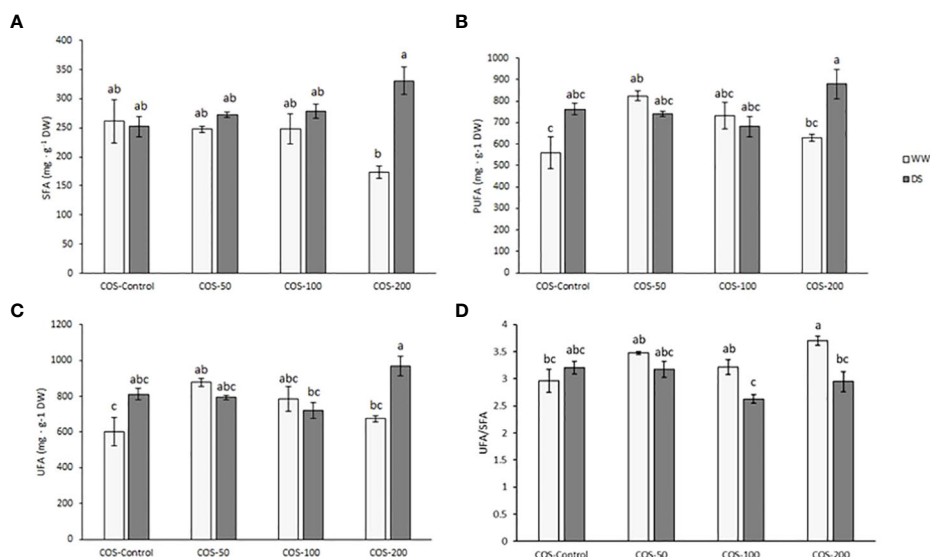 A
SFA (mg · g-1 DW)
400
350
300
250
200
150
100
50
0
ab ab ab ab ab ab b a
COS-Control COS-50 COS-100 COS-200
B
PUFA (mg · g-1 DW)
1000
900
800
700
600
500
400
300
200
100
0
c abc ab abc abc abc bc a
COS-Control COS-50 COS-100 COS-200
WW
DS
C
UFA (mg · g-1 DW)
1200
1000
800
600
400
200
0
c abc ab abc abc bc bc a
COS-Control COS-50 COS-100 COS-200
D
UFA/SFA
4
3.5
3
2.5
2
1.5
1
0.5
0
bc abc ab abc ab c a bc
COS-Control COS-50 COS-100 COS-200